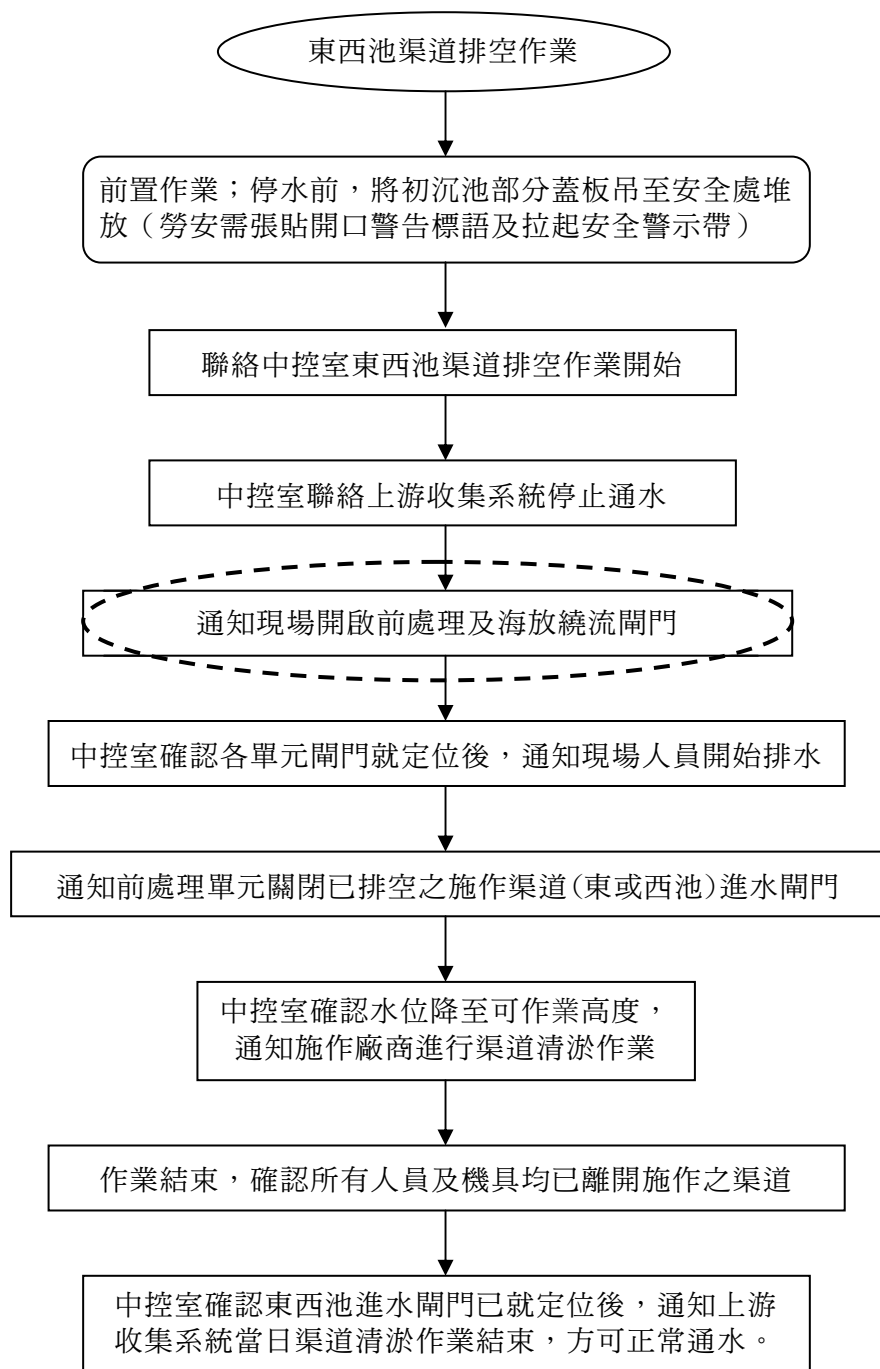 東西池渠道排空作業
前置作業；停水前，將初沉池部分蓋板吊至安全處堆
放（勞安需張貼開口警告標語及拉起安全警示帶）
聯絡中控室東西池渠道排空作業開始
中控室聯絡上游收集系統停止通水
通知現場開啟前處理及海放繞流閘門
中控室確認各單元閘門就定位後，通知現場人員開始排水
通知前處理單元關閉已排空之施作渠道(東或西池)進水閘門
中控室確認水位降至可作業高度，
通知施作廠商進行渠道清淤作業
作業結束，確認所有人員及機具均已離開施作之渠道
中控室確認東西池進水閘門已就定位後，通知上游
收集系統當日渠道清淤作業結束，方可正常通水。